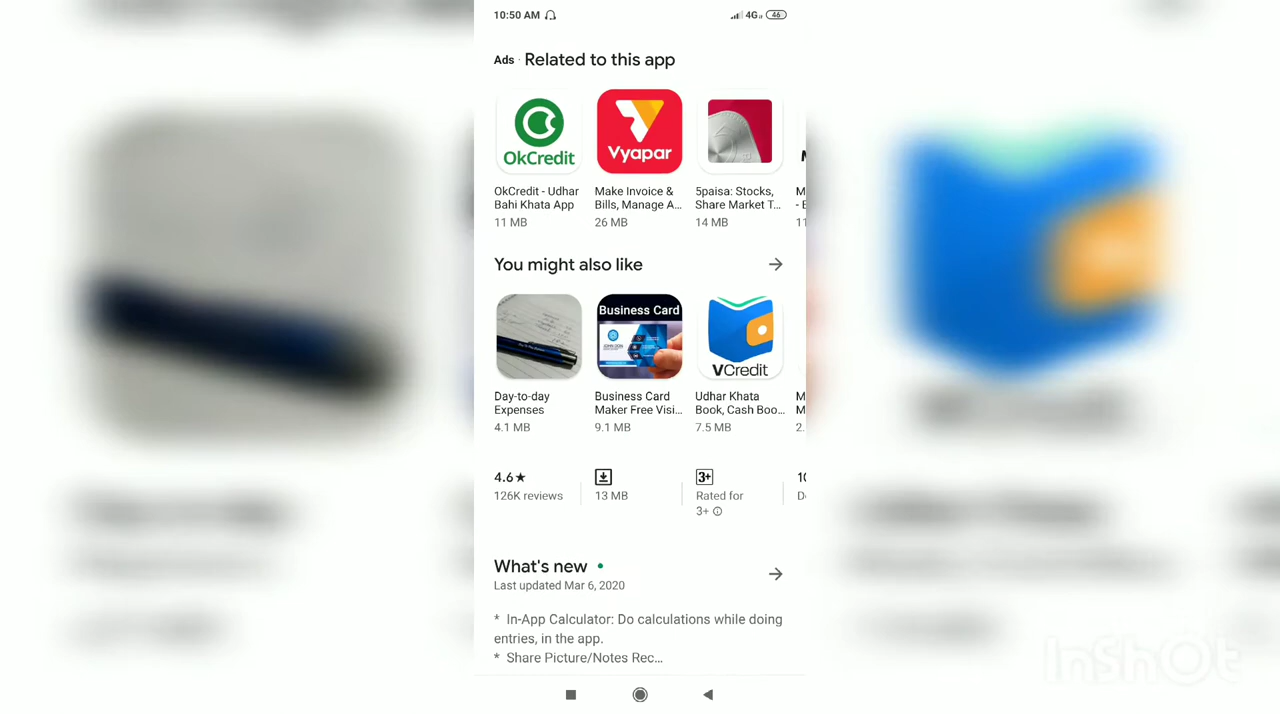 10:50 AM 4G 46
Ads · Related to this app
OkCredit
Vyapar
OkCredit - Udhar
Bahi Khata App
11 MB
Make Invoice &
Bills, Manage A...
26 MB
5paisa: Stocks,
Share Market T...
14 MB
You might also like
Business Card
VCredit
Day-to-day
Expenses
4.1 MB
Business Card
Maker Free Visi...
9.1 MB
Udhar Khata
Book, Cash Boo...
7.5 MB
4.6★
126K reviews
13 MB
3+
Rated for
3+
What's new
Last updated Mar 6, 2020
* In-App Calculator: Do calculations while doing
entries, in the app.
* Share Picture/Notes Rec...
InShOt